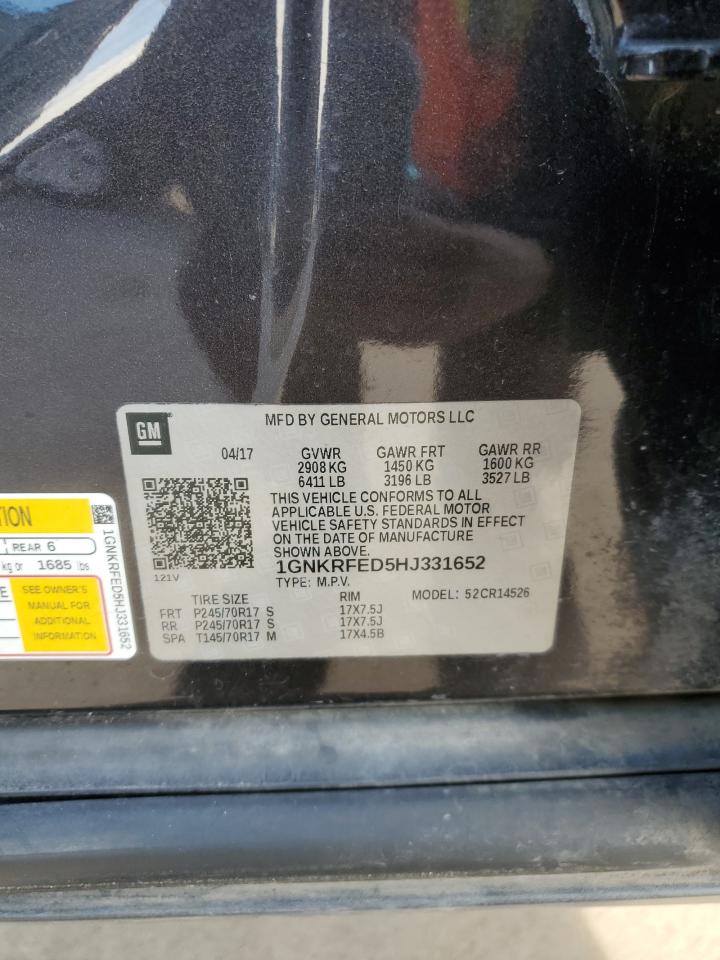 GM
MFD BY GENERAL MOTORS LLC
04/17 GVWR GAWR FRT GAWR RR
2908 KG 1450 KG 1600 KG
6411 LB 3196 LB 3527 LB
THIS VEHICLE CONFORMS TO ALL
APPLICABLE U.S. FEDERAL MOTOR
VEHICLE SAFETY STANDARDS IN EFFECT
ON THE DATE OF MANUFACTURE
SHOWN ABOVE.
1GNKRFED5HJ331652
121V
TYPE: M.P.V.
TIRE SIZE RIM MODEL: 52CR14526
FRT P245/70R17 S 17X7.5J
RR P245/70R17 S 17X7.5J
SPA T145/70R17 M 17X4.5B
REAR 6
kg or 1685 lbs
SEE OWNER'S
MANUAL FOR
ADDITIONAL
INFORMATION
1GNKRFED5HJ331652